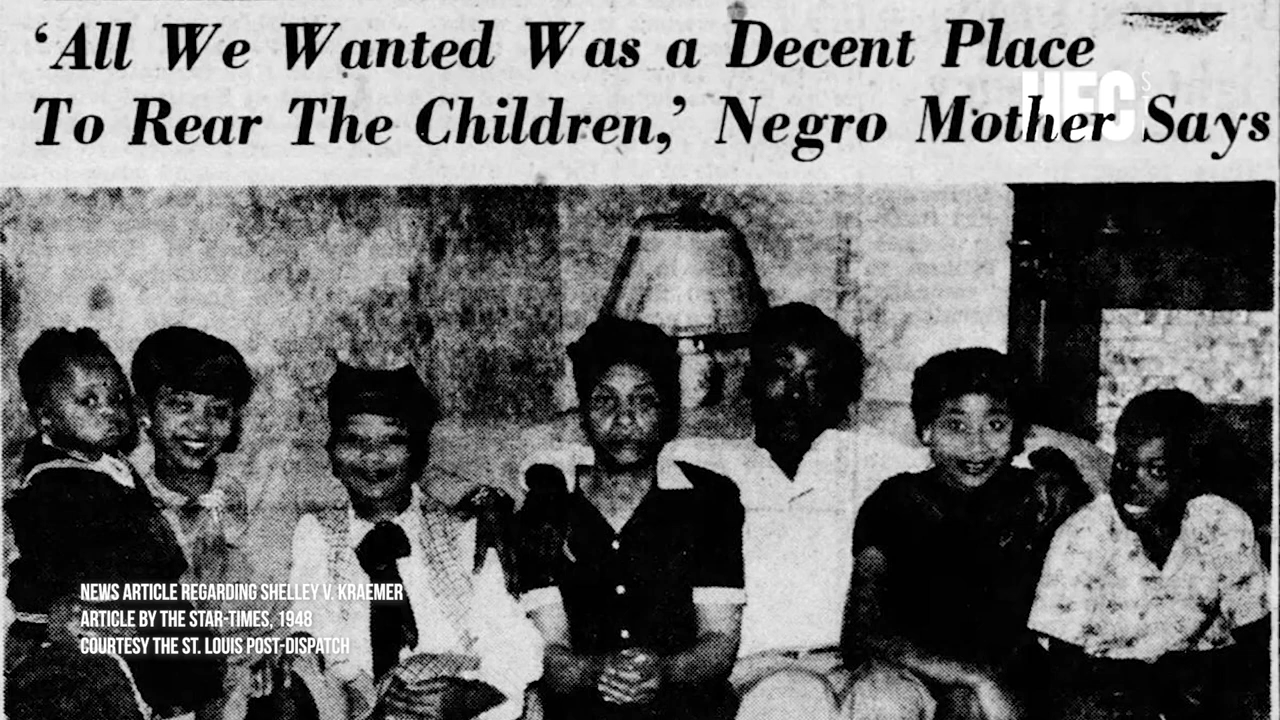 ‘All We Wanted Was a Decent Place
To Rear The Children,’ Negro Mother Says
HEC
NEWS ARTICLE REGARDING SHELLEY V. KRAEMER
ARTICLE BY THE STAR-TIMES, 1948
COURTESY THE ST. LOUIS POST-DISPATCH